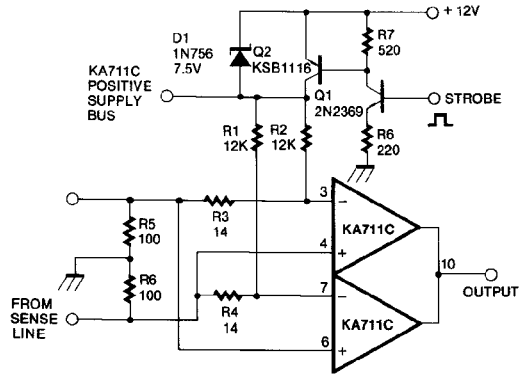 + 12V
D1
1N756
7.5V
Q2
KSB1116
R7
520
KA711C
POSITIVE
SUPPLY
BUS
Q1
2N2369
STROBE
R1
12K
R2
12K
R6
220
R3
14
3
−
KA711C
4
+
R5
100
R6
100
10
OUTPUT
FROM
SENSE
LINE
R4
14
7
−
KA711C
6
+